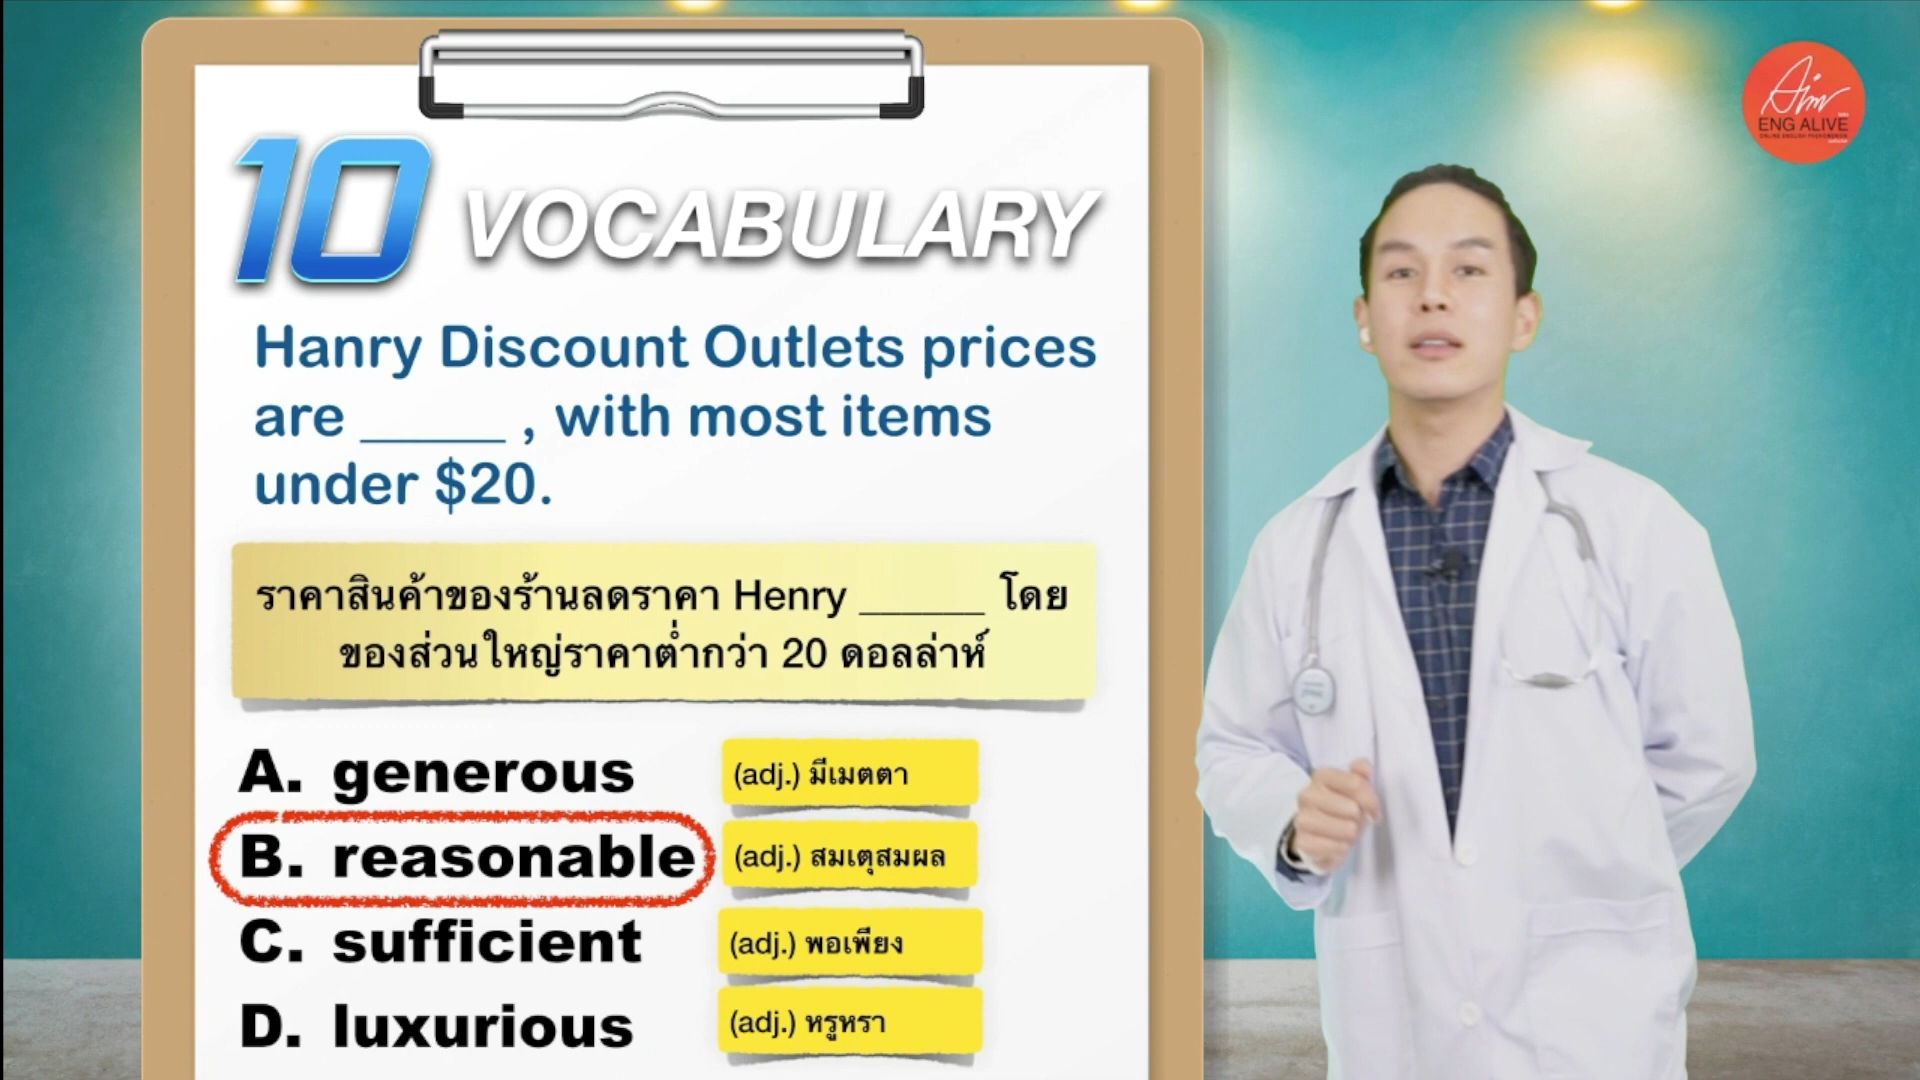 10 VOCABULARY
Hanry Discount Outlets prices
are _____ , with most items
under $20.
ราคาสินค้าของร้านลดราคา Henry ______ โดย
ของส่วนใหญ่ราคาต่ำกว่า 20 ดอลล่าห์
A. generous (adj.) มีเมตตา
B. reasonable (adj.) สมเตุสมผล
C. sufficient (adj.) พอเพียง
D. luxurious (adj.) หรูหรา
Aim
ENG ALIVE